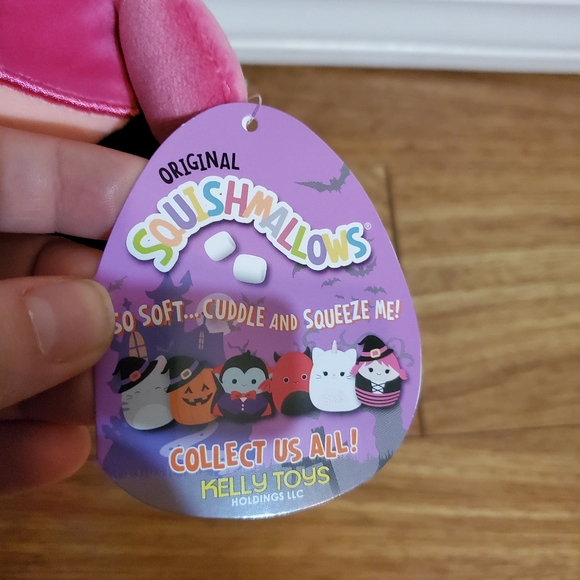 ORIGINAL
SQUISHMALLOWS®
SO SOFT... CUDDLE AND SQUEEZE ME!
COLLECT US ALL!
KELLY TOYS
HOLDINGS LLC